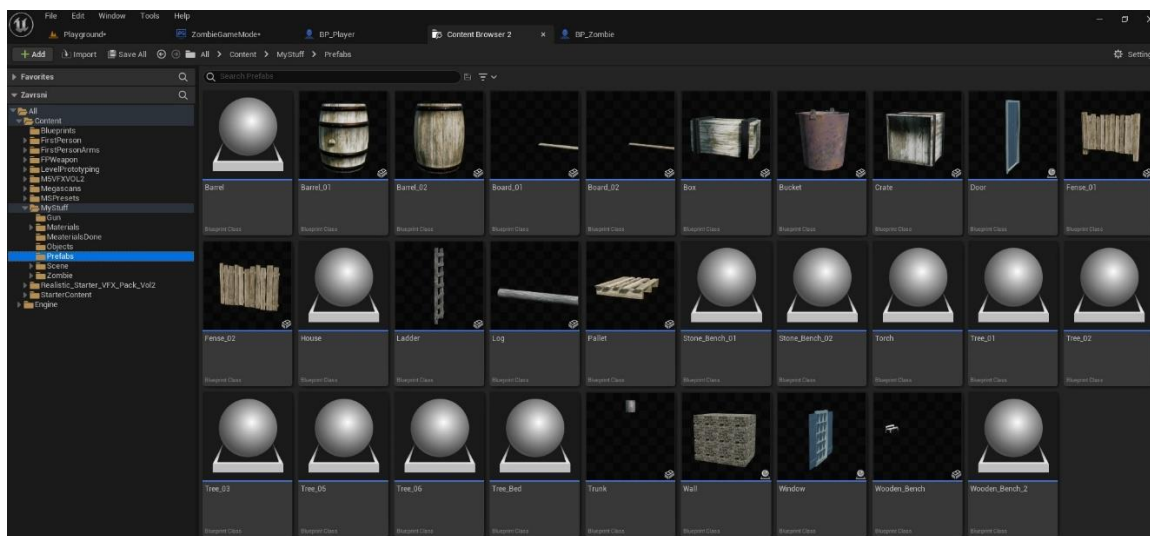 File Edit Window Tools Help
Playground• ZombieGameMode• BP_Player Content Browser 2 BP_Zombie
Add Import Save All All > Content > MyStuff > Prefabs Setting
Favorites Search Prefabs
Zavrsni
All
Content
Blueprints
FirstPerson
FirstPersonArms
FPWeapon
LevelPrototyping
MSVFXVOL2
Megascans
MSPresets
MyStuff
Gun
Materials
MeaterialsDone
Objects
Prefabs
Scene
Zombie
Realistic_Starter_VFX_Pack_Vol2
StarterContent
Engine
Barrel Barrel_01 Barrel_02 Board_01 Board_02 Box Bucket Crate Door Fense_01
Blueprint Class Blueprint Class Blueprint Class Blueprint Class Blueprint Class Blueprint Class Blueprint Class Blueprint Class Blueprint Class Blueprint Class
Fense_02 House Ladder Log Pallet Stone_Bench_01 Stone_Bench_02 Torch Tree_01 Tree_02
Blueprint Class Blueprint Class Blueprint Class Blueprint Class Blueprint Class Blueprint Class Blueprint Class Blueprint Class Blueprint Class Blueprint Class
Tree_03 Tree_05 Tree_06 Tree_Bed Trunk Wall Window Wooden_Bench Wooden_Bench_2
Blueprint Class Blueprint Class Blueprint Class Blueprint Class Blueprint Class Blueprint Class Blueprint Class Blueprint Class Blueprint Class